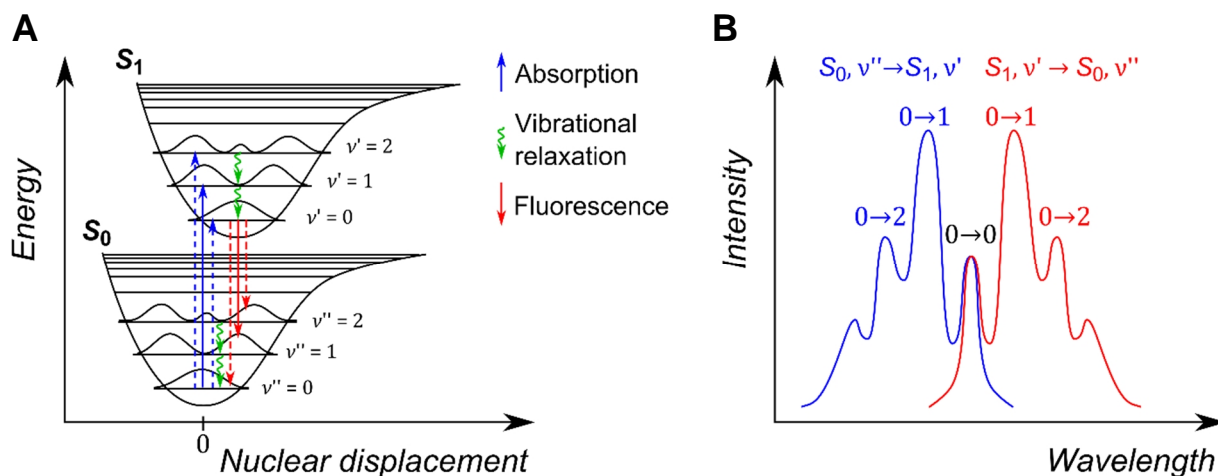 A
Energy
S1
ν' = 2
ν' = 1
ν' = 0
S0
ν'' = 2
ν'' = 1
ν'' = 0
0
Nuclear displacement
Absorption
Vibrational
relaxation
Fluorescence
B
Intensity
S0, ν''→S1, ν'
S1, ν' → S0, ν''
0→1
0→1
0→2
0→0
0→2
Wavelength